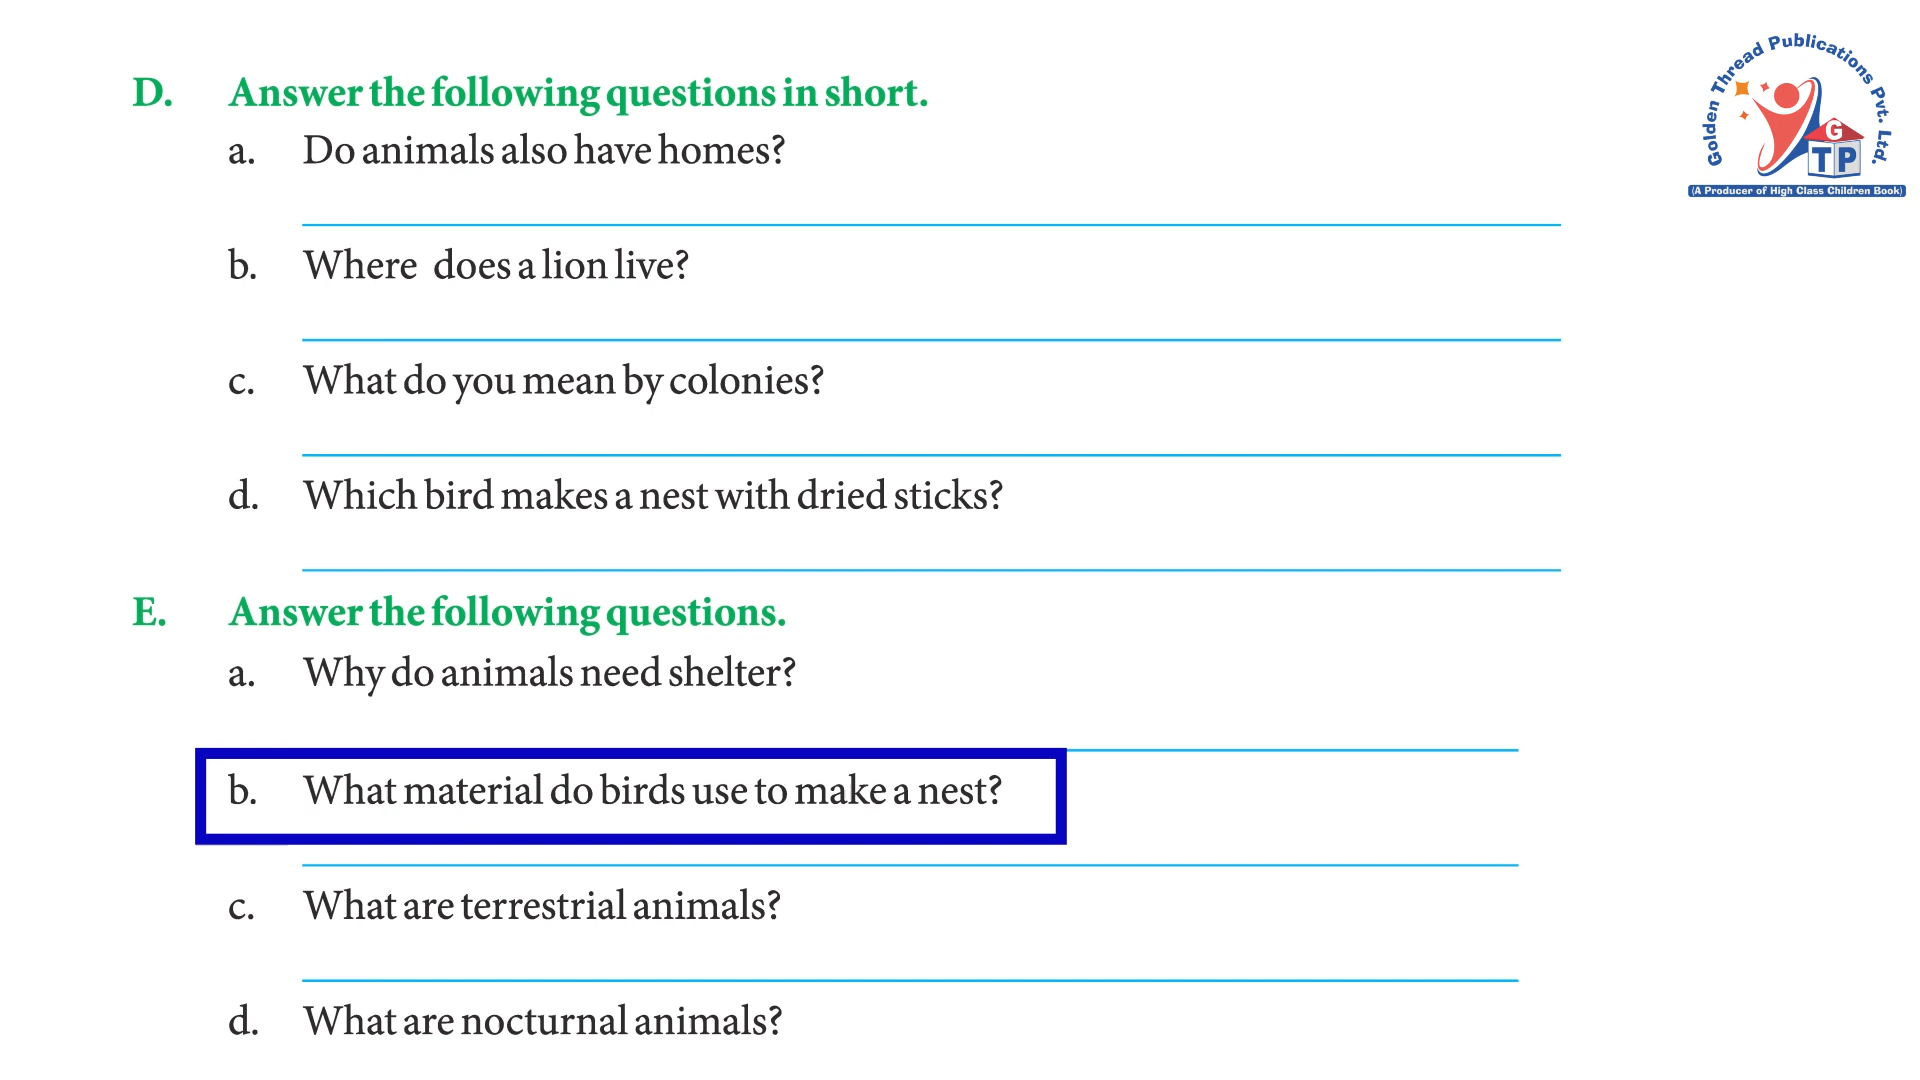 Golden Thread Publications Pvt. Ltd.
G
TP
(A Producer of High Class Children Book)
D. Answer the following questions in short.
a. Do animals also have homes?
b. Where does a lion live?
c. What do you mean by colonies?
d. Which bird makes a nest with dried sticks?
E. Answer the following questions.
a. Why do animals need shelter?
b. What material do birds use to make a nest?
c. What are terrestrial animals?
d. What are nocturnal animals?